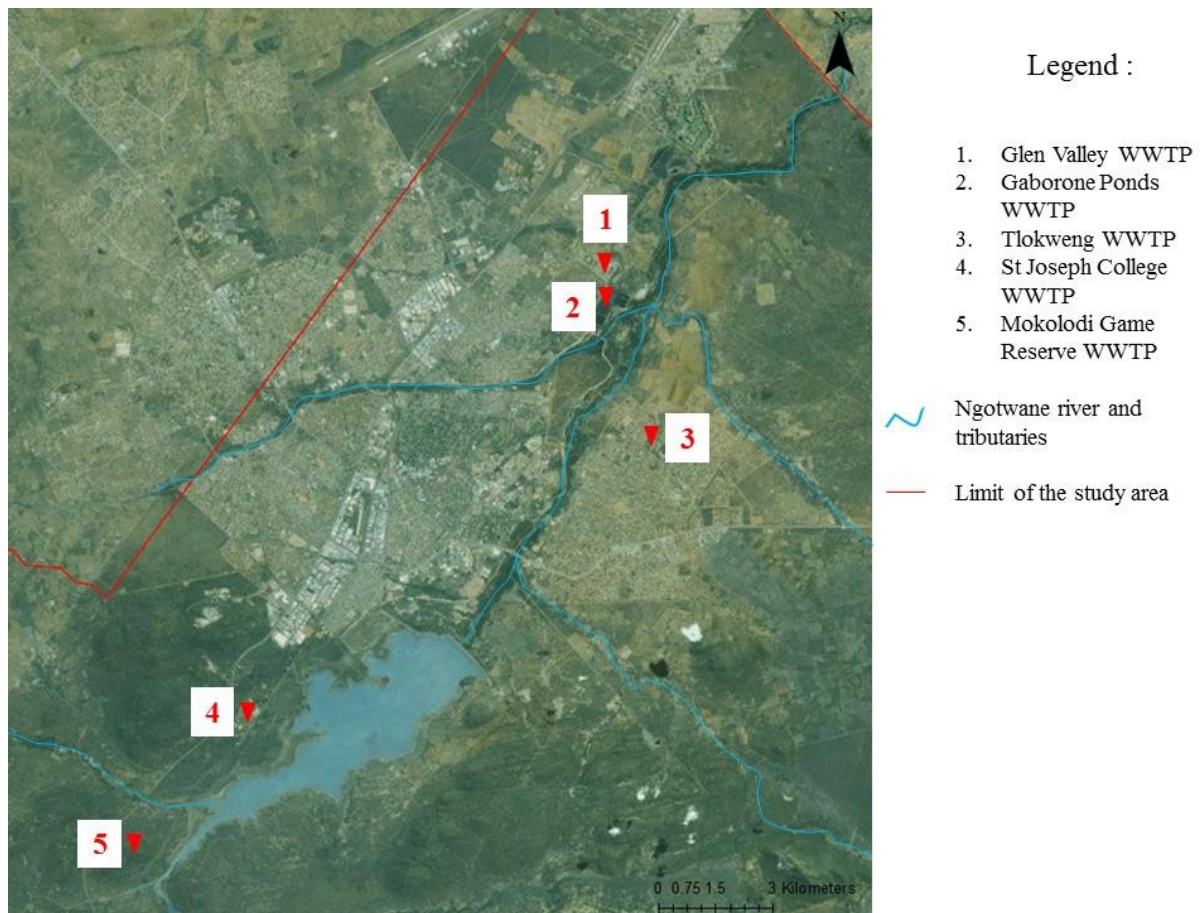 N
1
2
3
4
5
0 0.75 1.5 3 Kilometers
Legend :
1. Glen Valley WWTP
2. Gaborone Ponds
WWTP
3. Tlokweng WWTP
4. St Joseph College
WWTP
5. Mokolodi Game
Reserve WWTP
Ngotwane river and
tributaries
Limit of the study area